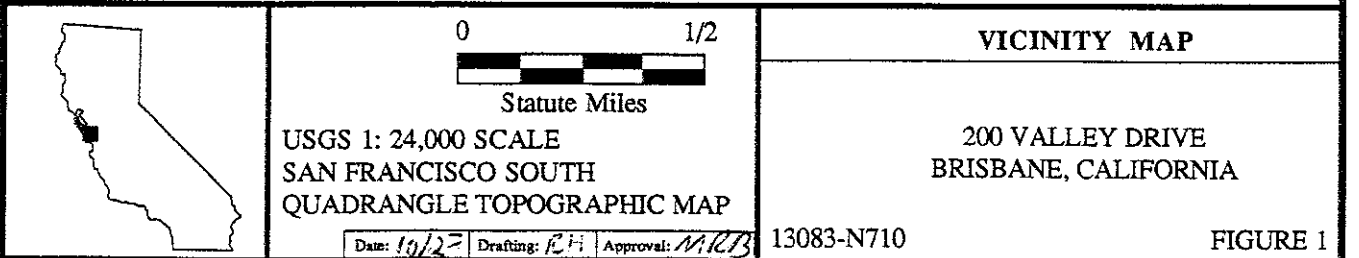 0 1/2
Statute Miles
USGS 1: 24,000 SCALE
SAN FRANCISCO SOUTH
QUADRANGLE TOPOGRAPHIC MAP
Date: Drafting: Approval: MRB
VICINITY MAP
200 VALLEY DRIVE
BRISBANE, CALIFORNIA
13083-N710 FIGURE 1